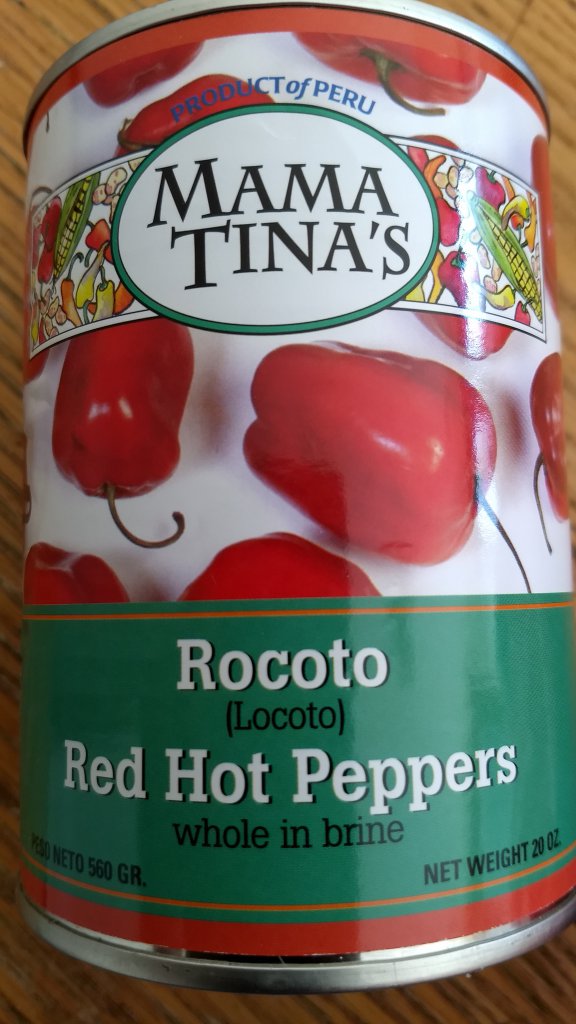 PRODUCT of PERU
MAMA
TINA'S
Rocoto
(Locoto)
Red Hot Peppers
whole in brine
PESO NETO 560 GR.
NET WEIGHT 20 OZ.